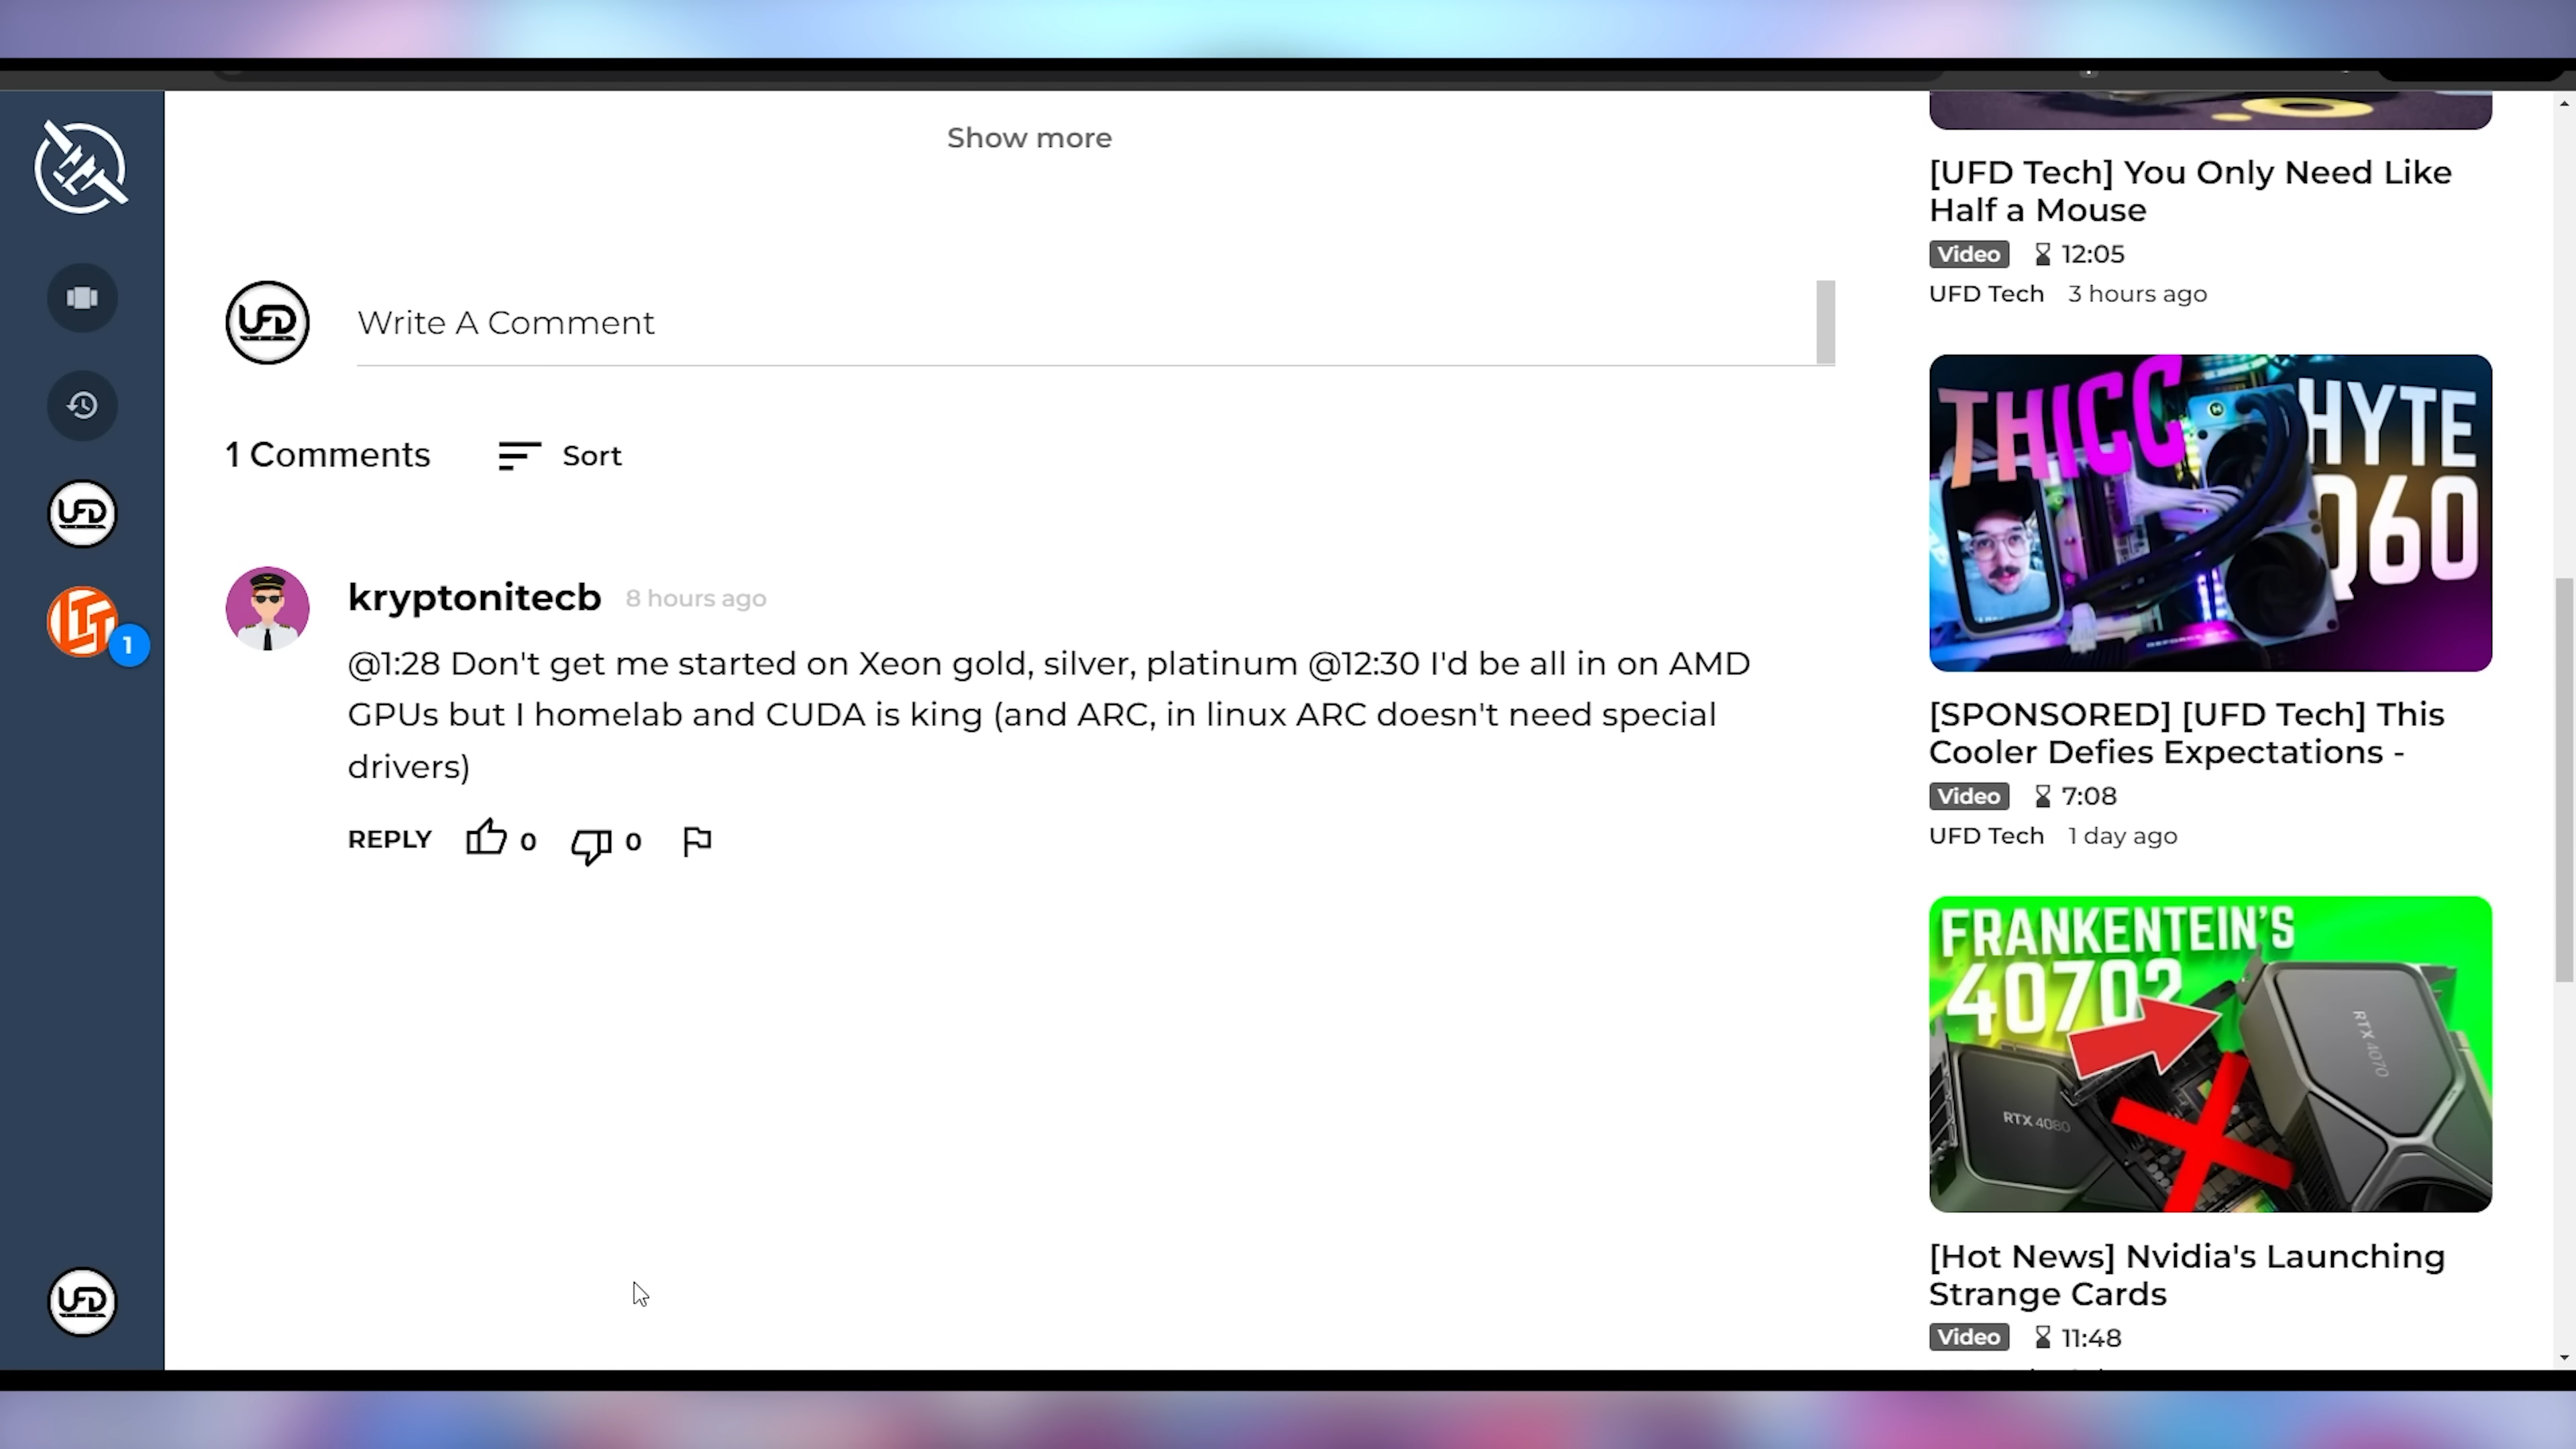 Show more
UFD
Write A Comment
1 Comments
Sort
UFD
LTT
1
kryptonitecb 8 hours ago
@1:28 Don't get me started on Xeon gold, silver, platinum @12:30 I'd be all in on AMD
GPUs but I homelab and CUDA is king (and ARC, in linux ARC doesn't need special
drivers)
REPLY 0 0
UFD
[UFD Tech] You Only Need Like
Half a Mouse
Video 12:05
UFD Tech 3 hours ago
THICC
HYTE
Q60
[SPONSORED] [UFD Tech] This
Cooler Defies Expectations -
Video 7:08
UFD Tech 1 day ago
FRANKENTEIN'S
4070?
RTX 4070
RTX 4080
[Hot News] Nvidia's Launching
Strange Cards
Video 11:48